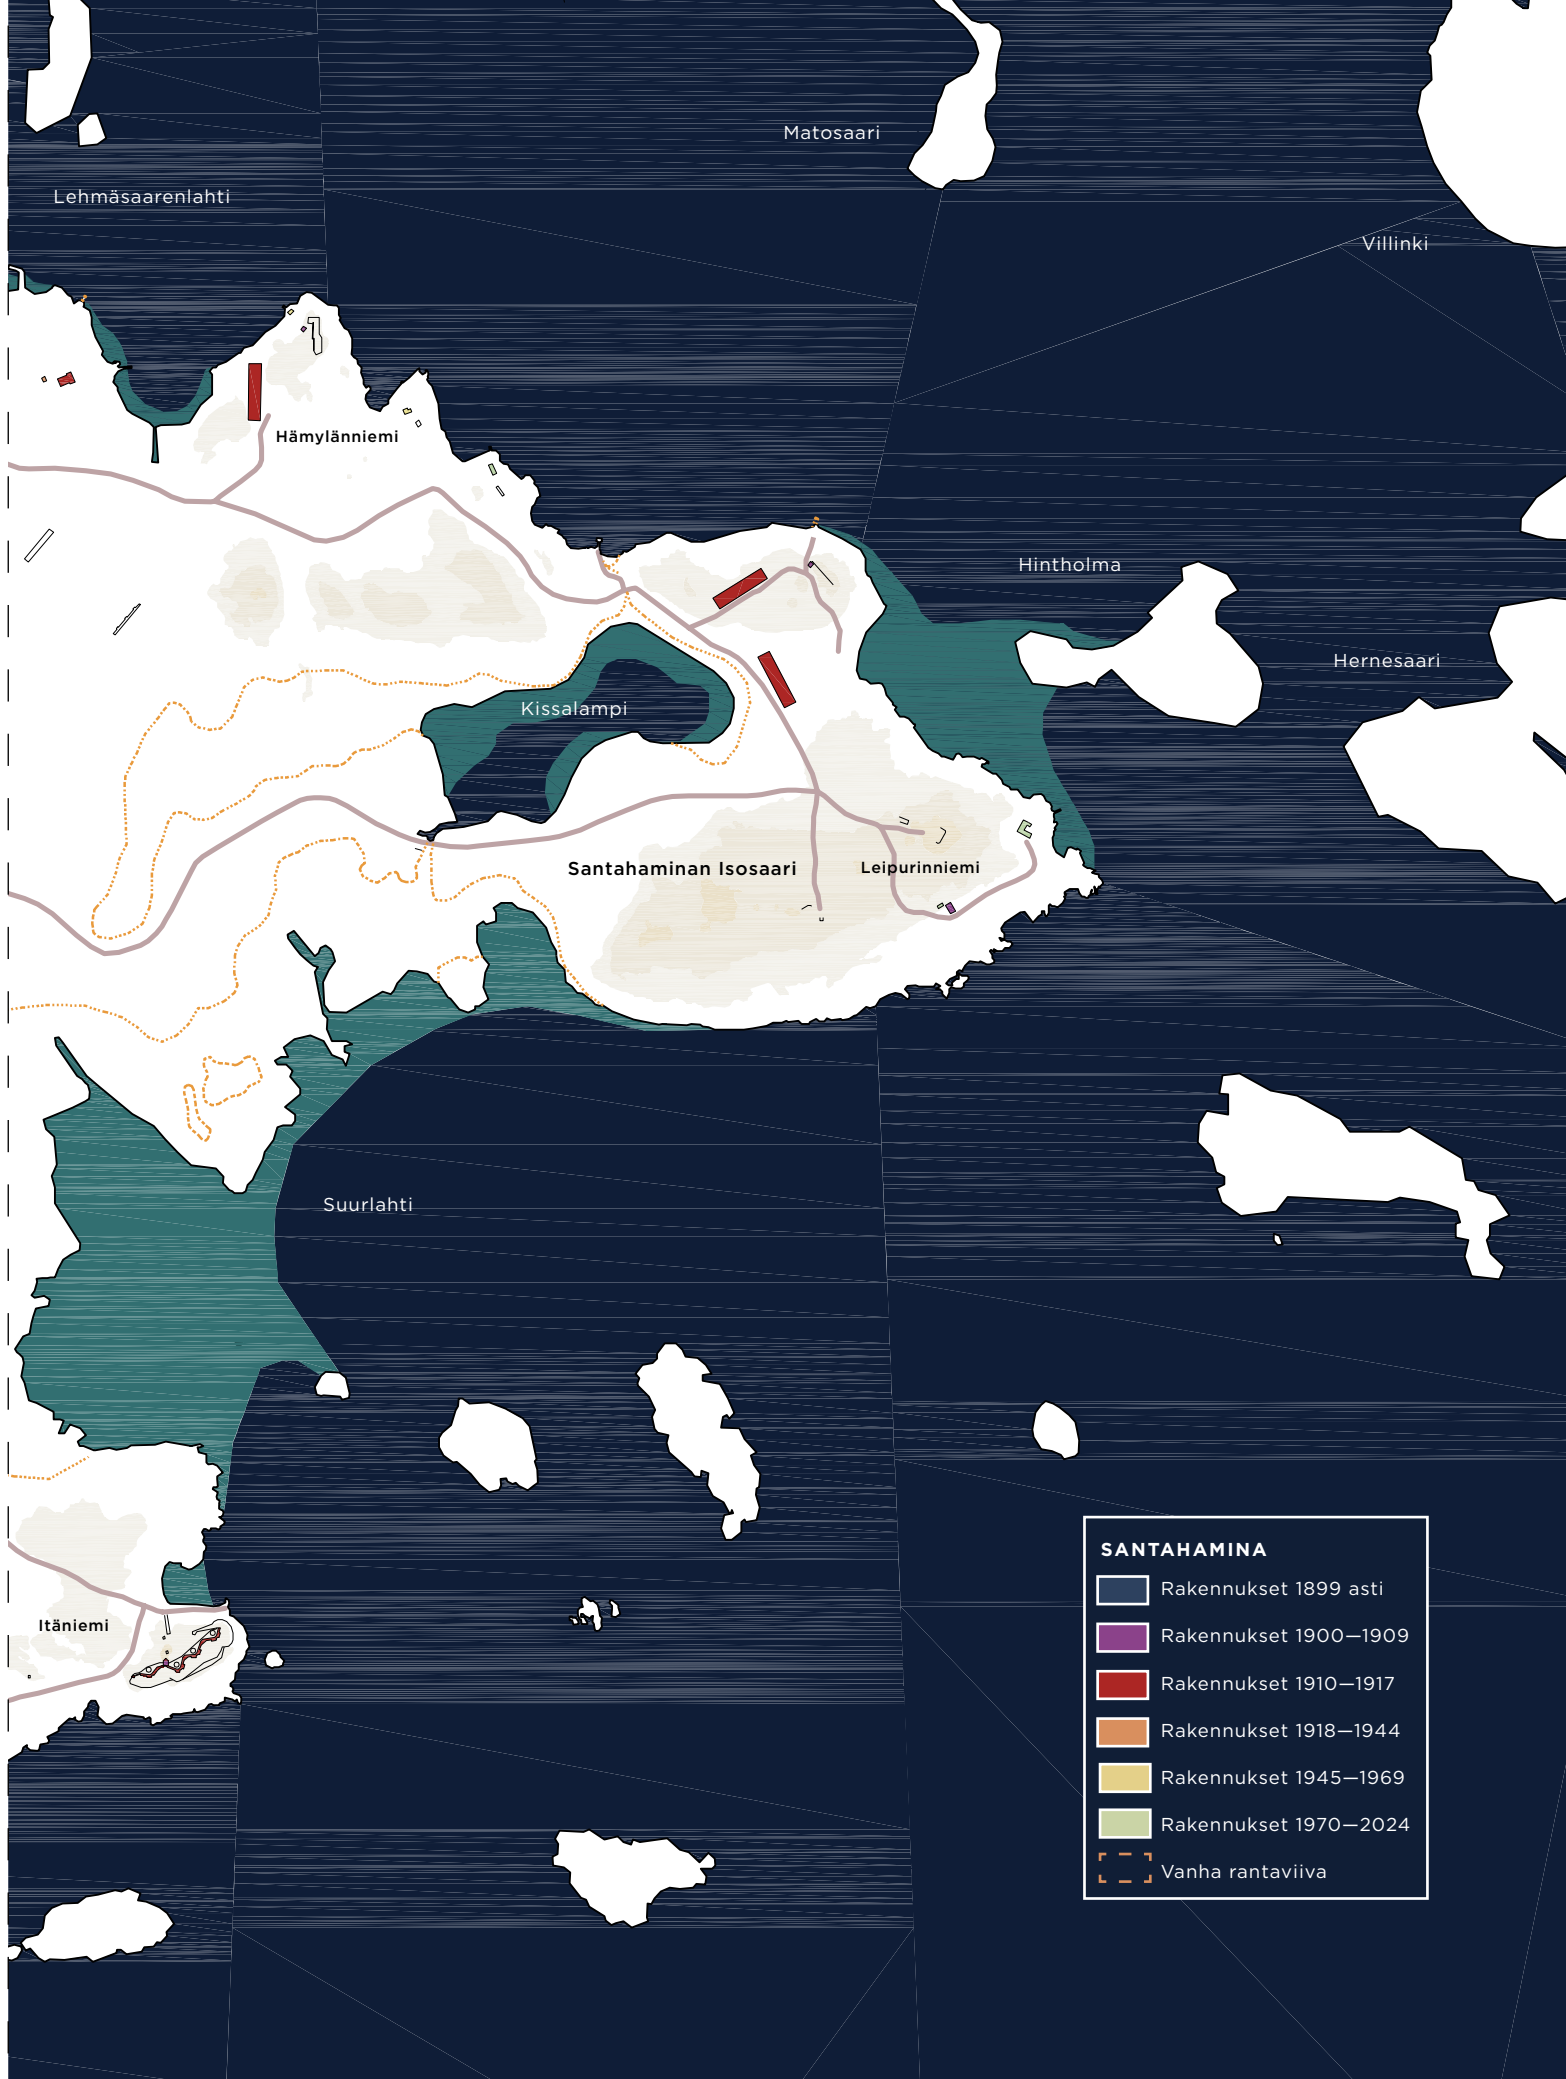 Matosaari
Lehmäsaarenlahti
Villinki
Hämylänniemi
Hintholma
Hernesaari
Kissalampi
Santahaminan Isosaari
Leipurinniemi
Suurlahti
Itäniemi
SANTAHAMINA
Rakennukset 1899 asti
Rakennukset 1900—1909
Rakennukset 1910—1917
Rakennukset 1918—1944
Rakennukset 1945—1969
Rakennukset 1970—2024
Vanha rantaviiva